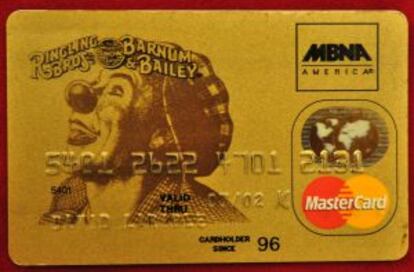 RINGLING BROS AND BARNUM & BAILEY
MBNA
AMERICA®
5401 2622 4701 2131
5401
VALID THRU 07/02
MasterCard
CARDHOLDER SINCE 96